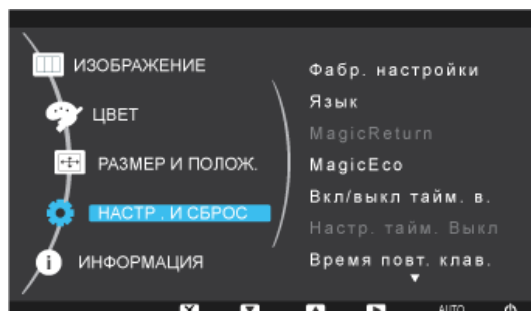 ИЗОБРАЖЕНИЕ
ЦВЕТ
РАЗМЕР И ПОЛОЖ.
НАСТР . И СБРОС
ИНФОРМАЦИЯ
Фабр. настройки
Язык
MagicReturn
MagicEco
Вкл/выкл тайм. в.
Настр. тайм. Выкл
Время повт. клав.
AUTO